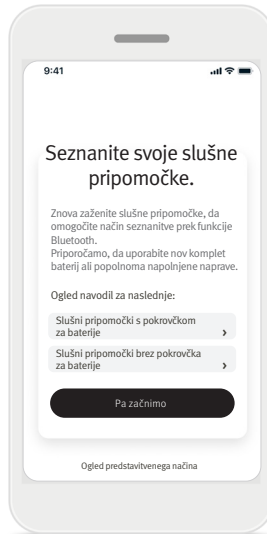 9:41
Seznanite svoje slušne
pripomočke.
Znova zaženite slušne pripomočke, da
omogočite način seznanitve prek funkcije
Bluetooth.
Priporočamo, da uporabite nov komplet
baterij ali popolnoma napolnjene naprave.
Ogled navodil za naslednje:
Slušni pripomočki s pokrovčkom
za baterije
Slušni pripomočki brez pokrovčka
za baterije
Pa začnimo
Ogled predstavitvenega načina